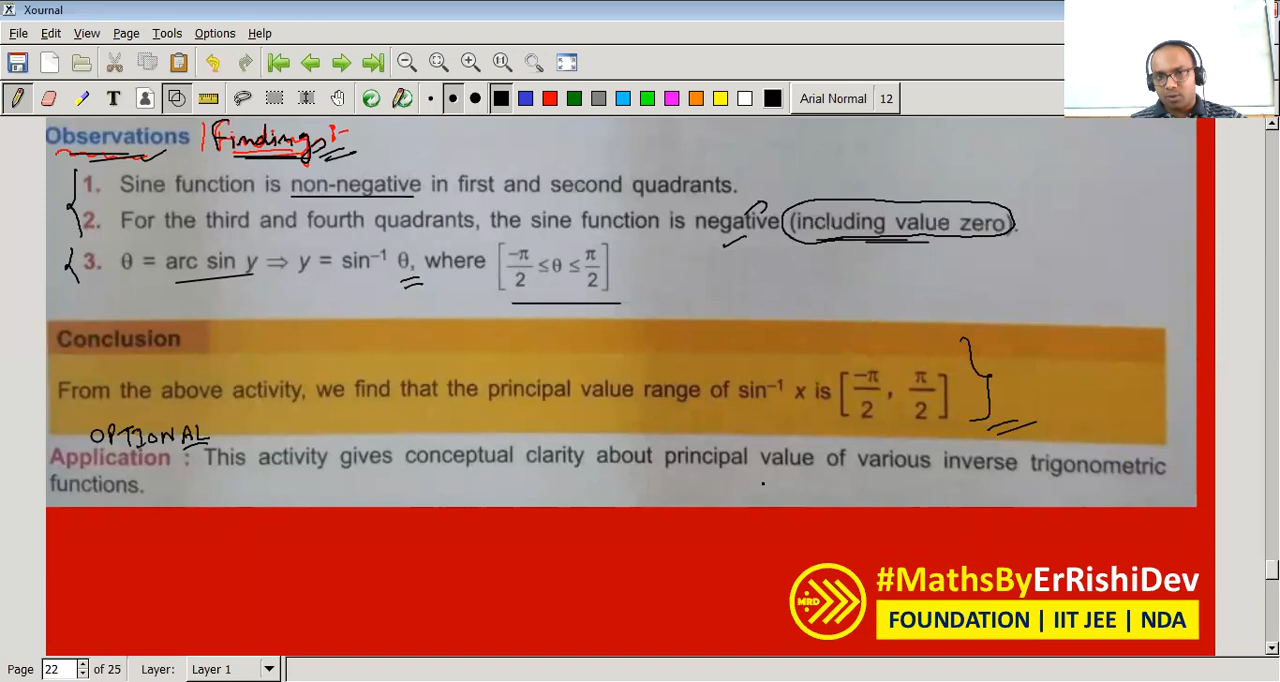 Xournal
File Edit View Page Tools Options Help
Arial Normal 12
Observations | Findings :-
1. Sine function is non-negative in first and second quadrants.
2. For the third and fourth quadrants, the sine function is negative (including value zero).
3. θ = arc sin y ⇒ y = sin⁻¹ θ, where [-π/2 ≤ θ ≤ π/2]
Conclusion
From the above activity, we find that the principal value range of sin⁻¹ x is [-π/2, π/2]
OPTIONAL
Application : This activity gives conceptual clarity about principal value of various inverse trigonometric
functions.
MRD
#MathsByErRishiDev
FOUNDATION | IIT JEE | NDA
Page 22 of 25 Layer: Layer 1